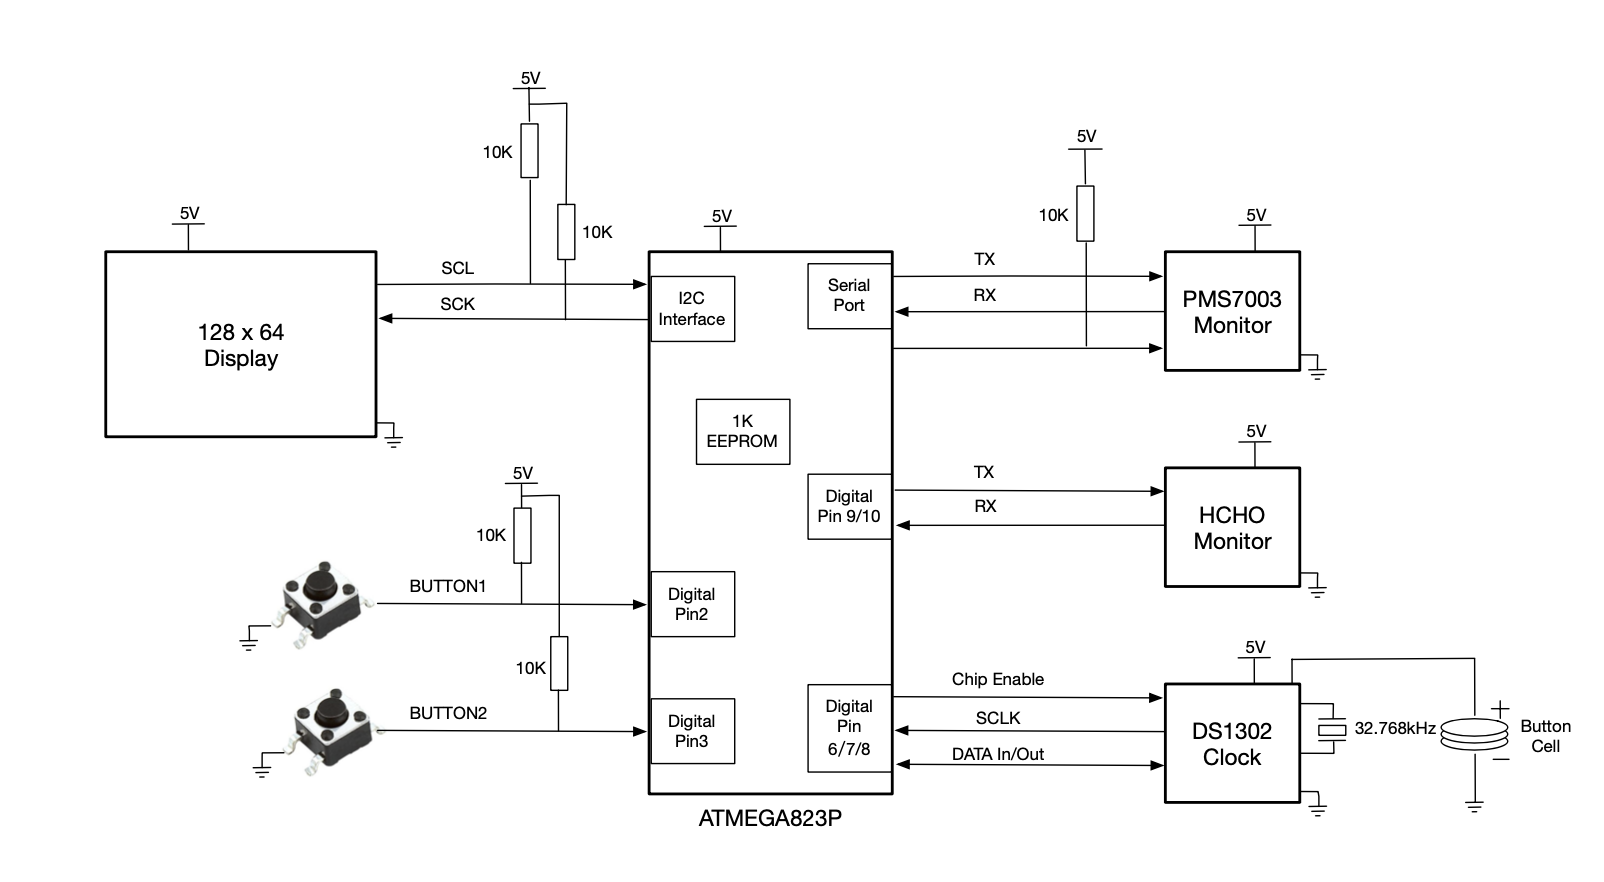 5V
10K
10K
5V
SCL
SCK
128 x 64
Display
5V
I2C
Interface
1K
EEPROM
Serial
Port
Digital
Pin 9/10
Digital
Pin2
Digital
Pin3
Digital
Pin
6/7/8
ATMEGA823P
5V
10K
10K
BUTTON1
BUTTON2
5V
10K
TX
RX
5V
PMS7003
Monitor
TX
RX
5V
HCHO
Monitor
Chip Enable
SCLK
DATA In/Out
5V
DS1302
Clock
32.768kHz
+
Button
Cell
–